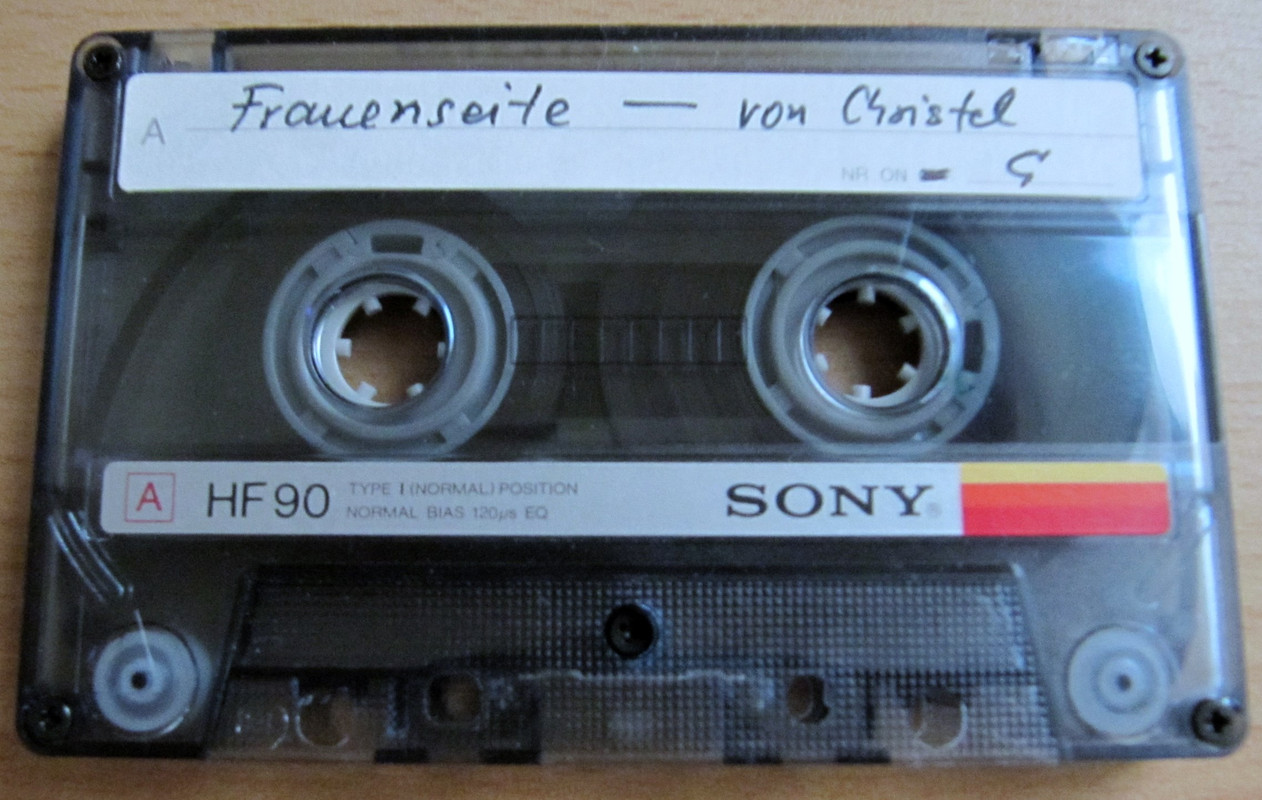 A Frauenseite — von Christel
NR ON
A HF 90 TYPE I (NORMAL) POSITION SONY®
NORMAL BIAS 120µs EQ